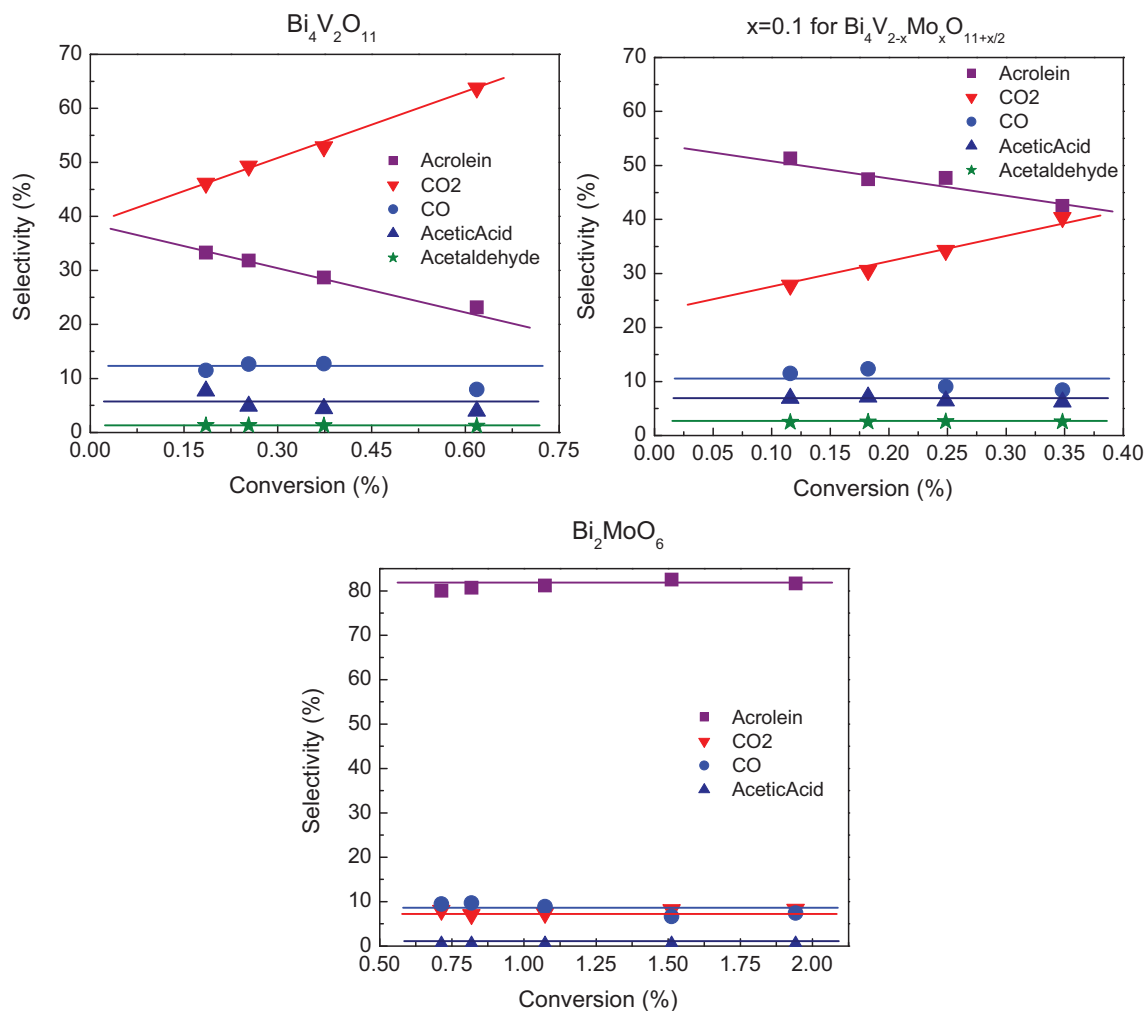 Bi₄V₂O₁₁
70
60
50
40
30
20
10
0
Selectivity (%)
Acrolein
CO2
CO
AceticAcid
Acetaldehyde
0.00 0.15 0.30 0.45 0.60 0.75
Conversion (%)
x=0.1 for Bi₄V₂₋ₓMoₓO₁₁₊ₓ/₂
70
60
50
40
30
20
10
0
Selectivity (%)
Acrolein
CO2
CO
AceticAcid
Acetaldehyde
0.00 0.05 0.10 0.15 0.20 0.25 0.30 0.35 0.40
Conversion (%)
Bi₂MoO₆
80
70
60
50
40
30
20
10
0
Selectivity (%)
Acrolein
CO2
CO
AceticAcid
0.50 0.75 1.00 1.25 1.50 1.75 2.00
Conversion (%)